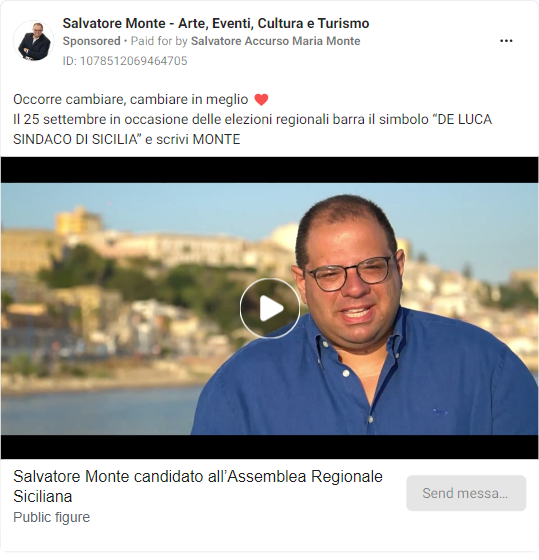 Salvatore Monte - Arte, Eventi, Cultura e Turismo
Sponsored • Paid for by Salvatore Accurso Maria Monte
ID: 1078512069464705
Occorre cambiare, cambiare in meglio ❤️
Il 25 settembre in occasione delle elezioni regionali barra il simbolo “DE LUCA
SINDACO DI SICILIA” e scrivi MONTE
Salvatore Monte candidato all’Assemblea Regionale
Siciliana
Public figure
Send messa...